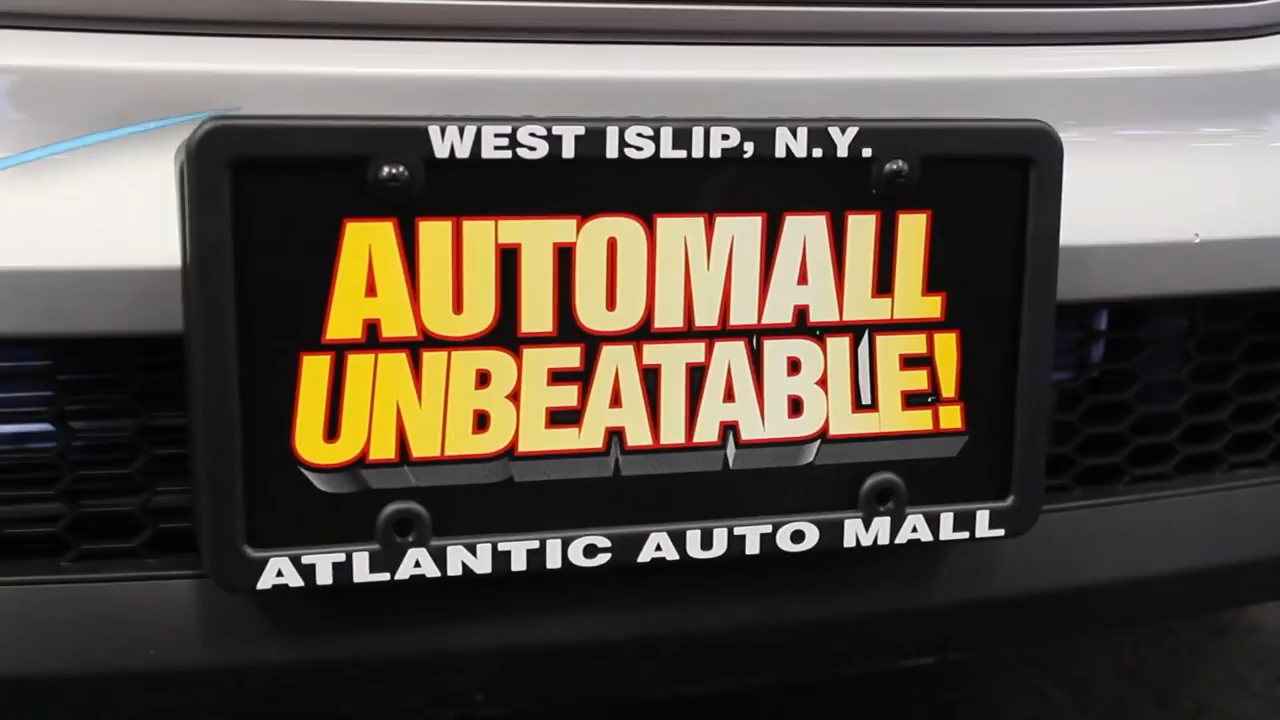 WEST ISLIP, N.Y.
AUTOMALL
UNBEATABLE!
ATLANTIC AUTO MALL